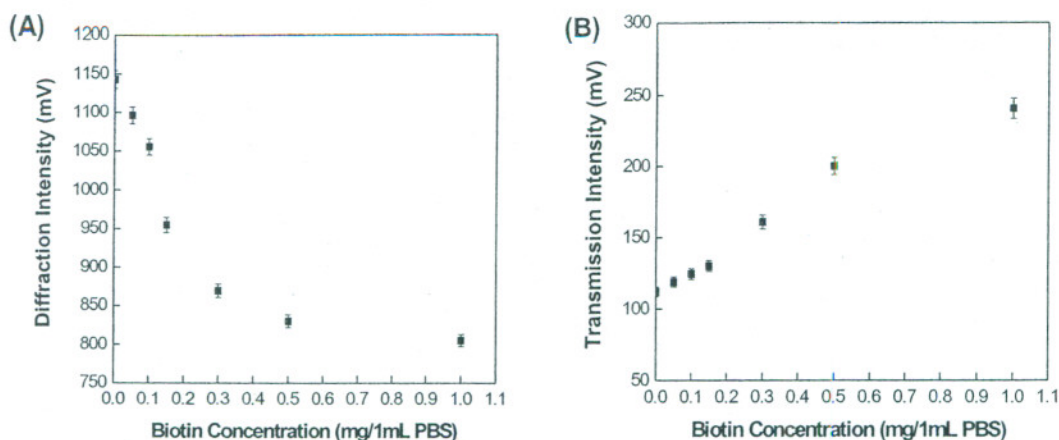 (A)
Diffraction Intensity (mV)
1200
1150
1100
1050
1000
950
900
850
800
750
0.0 0.1 0.2 0.3 0.4 0.5 0.6 0.7 0.8 0.9 1.0 1.1
Biotin Concentration (mg/1mL PBS)
(B)
Transmission Intensity (mV)
300
250
200
150
100
50
0.0 0.1 0.2 0.3 0.4 0.5 0.6 0.7 0.8 0.9 1.0 1.1
Biotin Concentration (mg/1mL PBS)